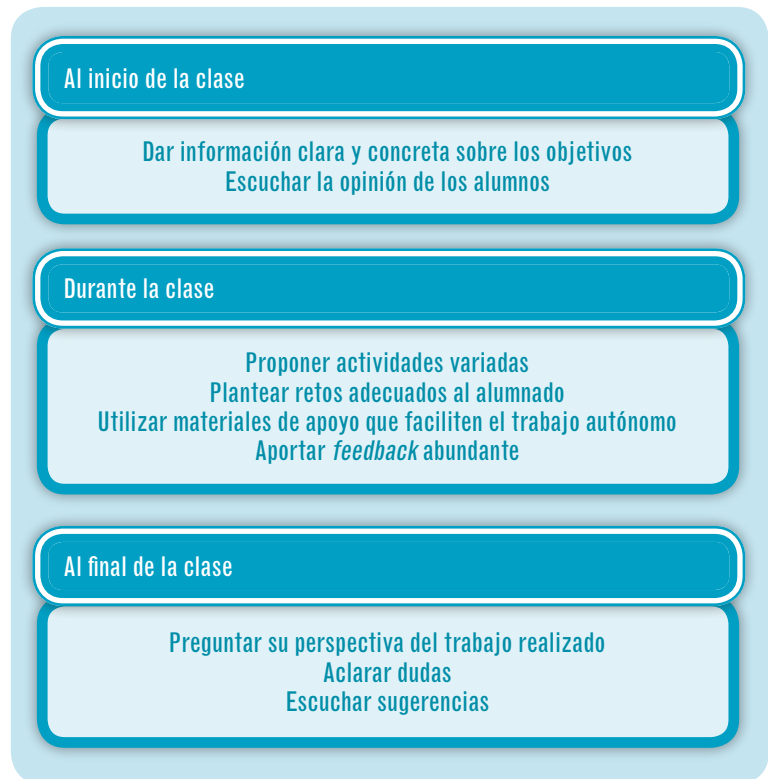 Al inicio de la clase
Dar información clara y concreta sobre los objetivos
Escuchar la opinión de los alumnos
Durante la clase
Proponer actividades variadas
Plantear retos adecuados al alumnado
Utilizar materiales de apoyo que faciliten el trabajo autónomo
Aportar feedback abundante
Al final de la clase
Preguntar su perspectiva del trabajo realizado
Aclarar dudas
Escuchar sugerencias